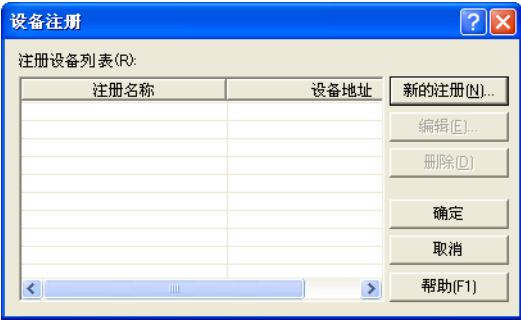 设备注册
注册设备列表(R):
注册名称 设备地址
新的注册(N)...
编辑(E)...
删除(D)
确定
取消
帮助(F1)